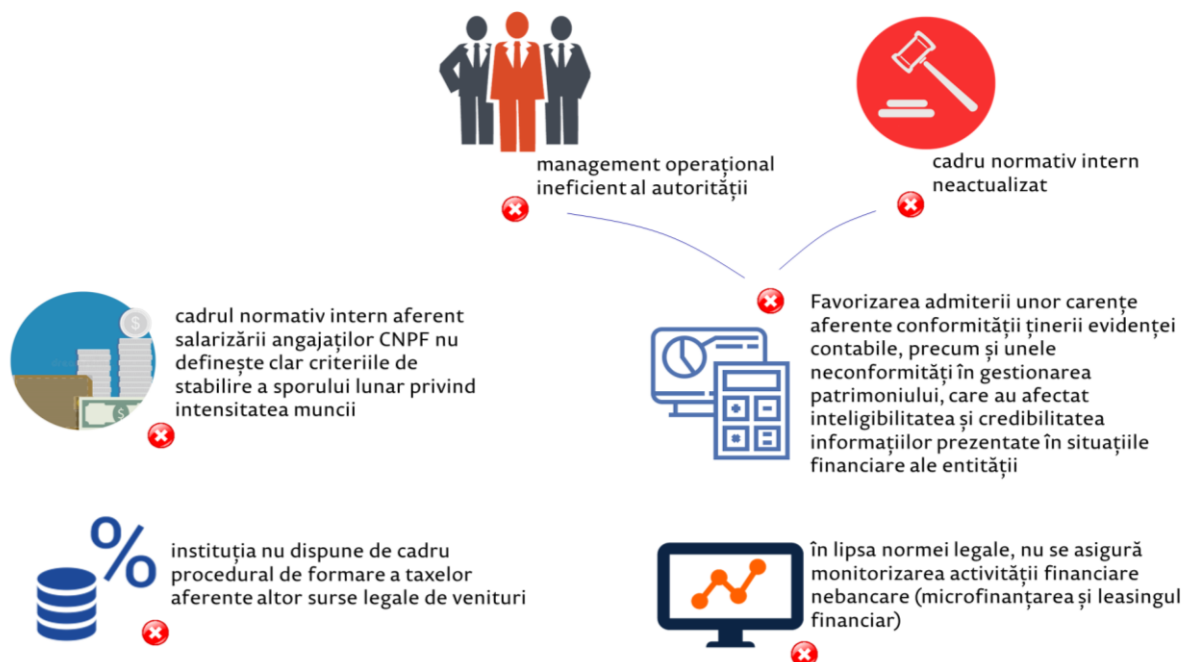 management operațional
ineficient al autorității
cadru normativ intern
neactualizat
cadrul normativ intern aferent
salarizării angajaților CNPF nu
definește clar criteriile de
stabilire a sporului lunar privind
intensitatea muncii
Favorizarea admiterii unor carențe
aferente conformității ținerii evidenței
contabile, precum și unele
neconformități în gestionarea
patrimoniului, care au afectat
inteligibilitatea și credibilitatea
informațiilor prezentate în situațiile
financiare ale entității
instituția nu dispune de cadru
procedural de formare a taxelor
aferente altor surse legale de venituri
în lipsa normei legale, nu se asigură
monitorizarea activității financiare
nebancare (microfinanțarea și leasingul
financiar)